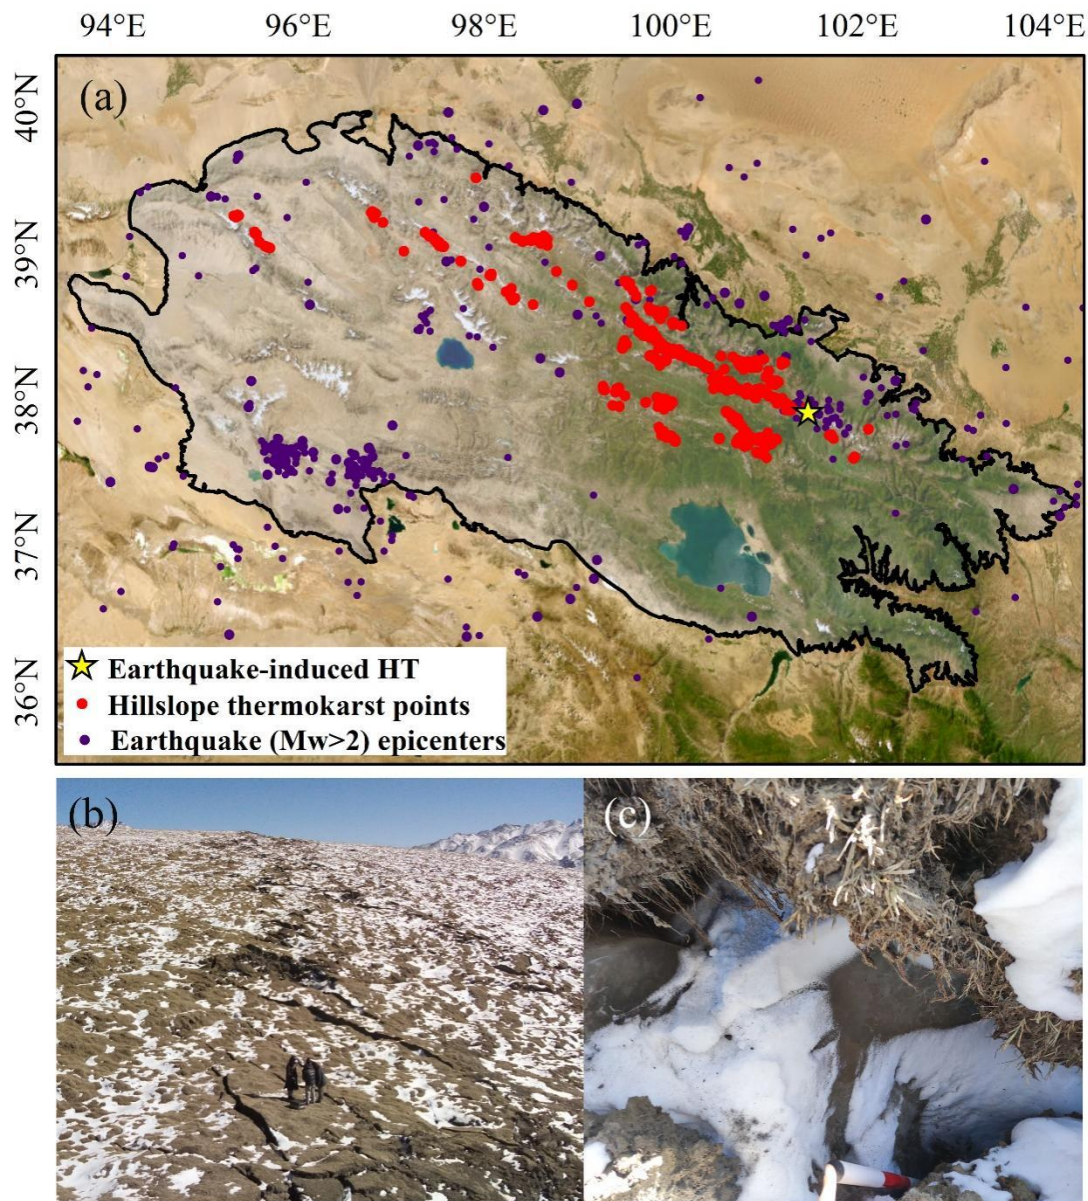 94°E 96°E 98°E 100°E 102°E 104°E
(a)
40°N
39°N
38°N
37°N
36°N
Earthquake-induced HT
Hillslope thermokarst points
Earthquake (Mw>2) epicenters
(b)
(c)